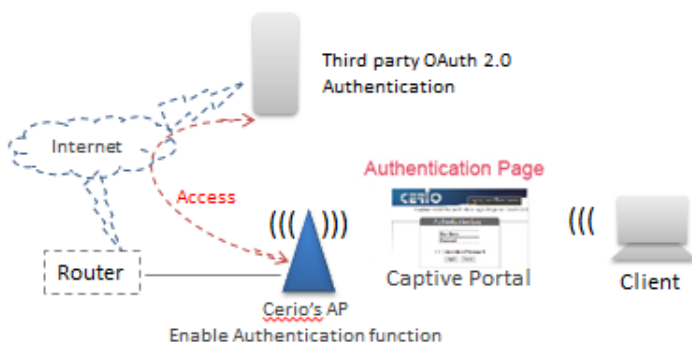 Third party OAuth 2.0
Authentication
Internet
Authentication Page
Access
CERIO
((( )))
(((
Router
Captive Portal
Client
Cerio's AP
Enable Authentication function